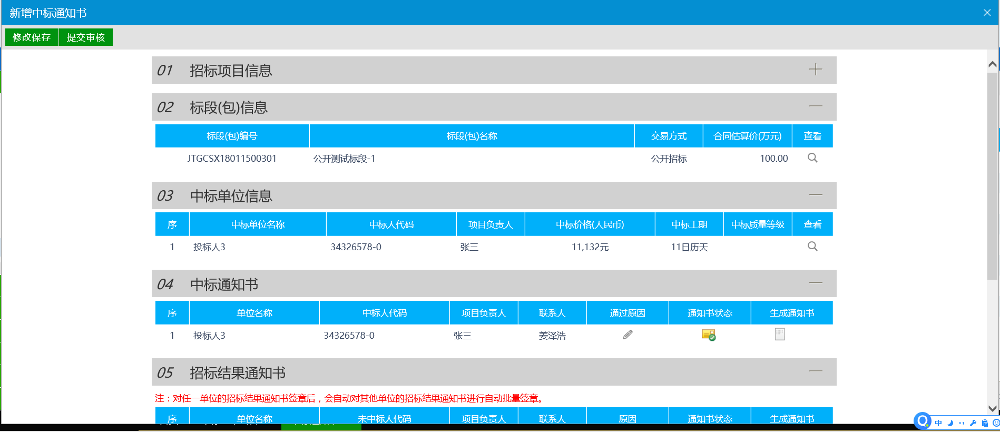 新增中标通知书
修改保存 提交审核
01 招标项目信息
02 标段(包)信息
标段(包)编号 标段(包)名称 交易方式 合同估算价(万元) 查看
JTGCSX18011500301 公开测试标段-1 公开招标 100.00
03 中标单位信息
序 中标单位名称 中标人代码 项目负责人 中标价格(人民币) 中标工期 中标质量等级 查看
1 投标人3 34326578-0 张三 11,132元 11日历天
04 中标通知书
序 单位名称 中标人代码 项目负责人 联系人 通过原因 通知书状态 生成通知书
1 投标人3 34326578-0 张三 姜泽浩
05 招标结果通知书
注：对任一单位的招标结果通知书签章后，会自动对其他单位的招标结果通知书进行自动批量签章。
序 单位名称 未中标人代码 项目负责人 联系人 原因 通知书状态 生成通知书
中